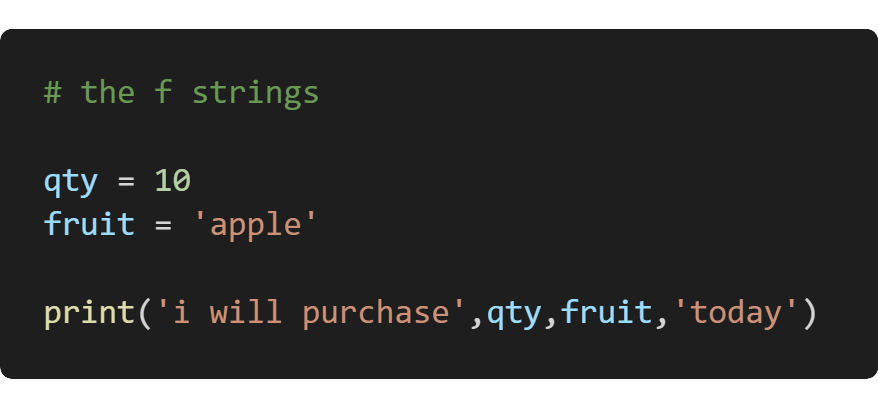 # the f strings
qty = 10
fruit = 'apple'
print('i will purchase',qty,fruit,'today')